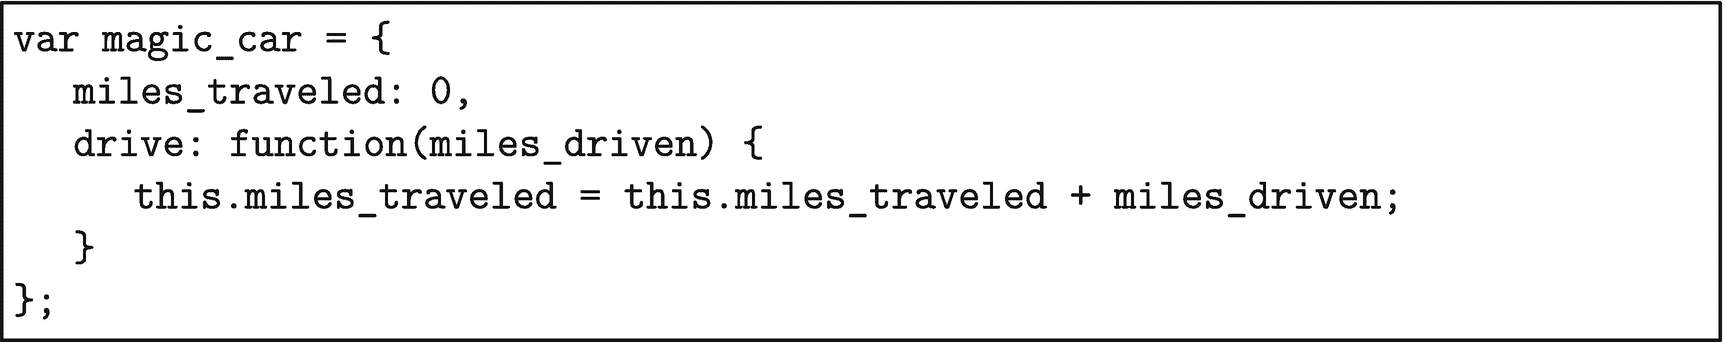 var magic_car = {
   miles_traveled: 0,
   drive: function(miles_driven) {
      this.miles_traveled = this.miles_traveled + miles_driven;
   }
};